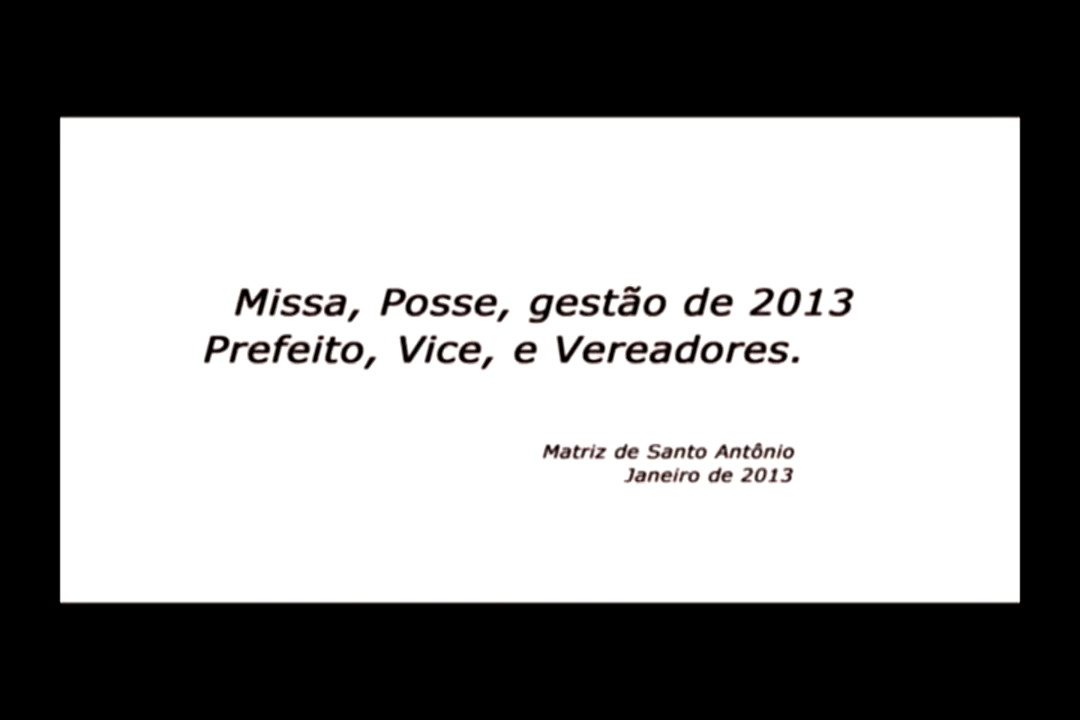 Missa, Posse, gestão de 2013
Prefeito, Vice, e Vereadores.
Matriz de Santo Antônio
Janeiro de 2013